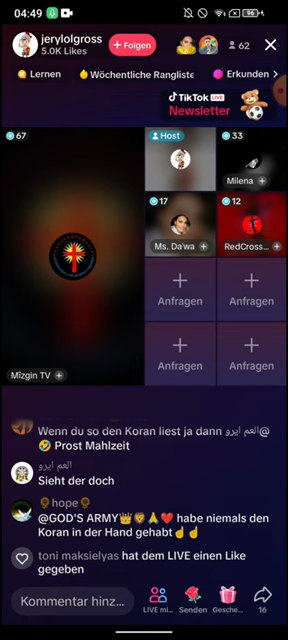 04:49
96
jerylolgross
5.0K Likes
+ Folgen
62
Lernen
Wöchentliche Rangliste
Erkunden
TikTok LIVE
Newsletter
67
Host
33
Milena
17
Ms. Da'wa
12
RedCross...
Anfragen
Anfragen
Anfragen
Anfragen
Mîzgin TV
Wenn du so den Koran liest ja dann العم ابرو@
🤣 Prost Mahlzeit
العم ابرو
Sieht der doch
🌻hope🌻
@GOD'S ARMY👑🦁🙏❤️ habe niemals den
Koran in der Hand gehabt☝️☝️
toni maksielyas hat dem LIVE einen Like
gegeben
Kommentar hinz...
LIVE mi...
Senden
Gesche...
16